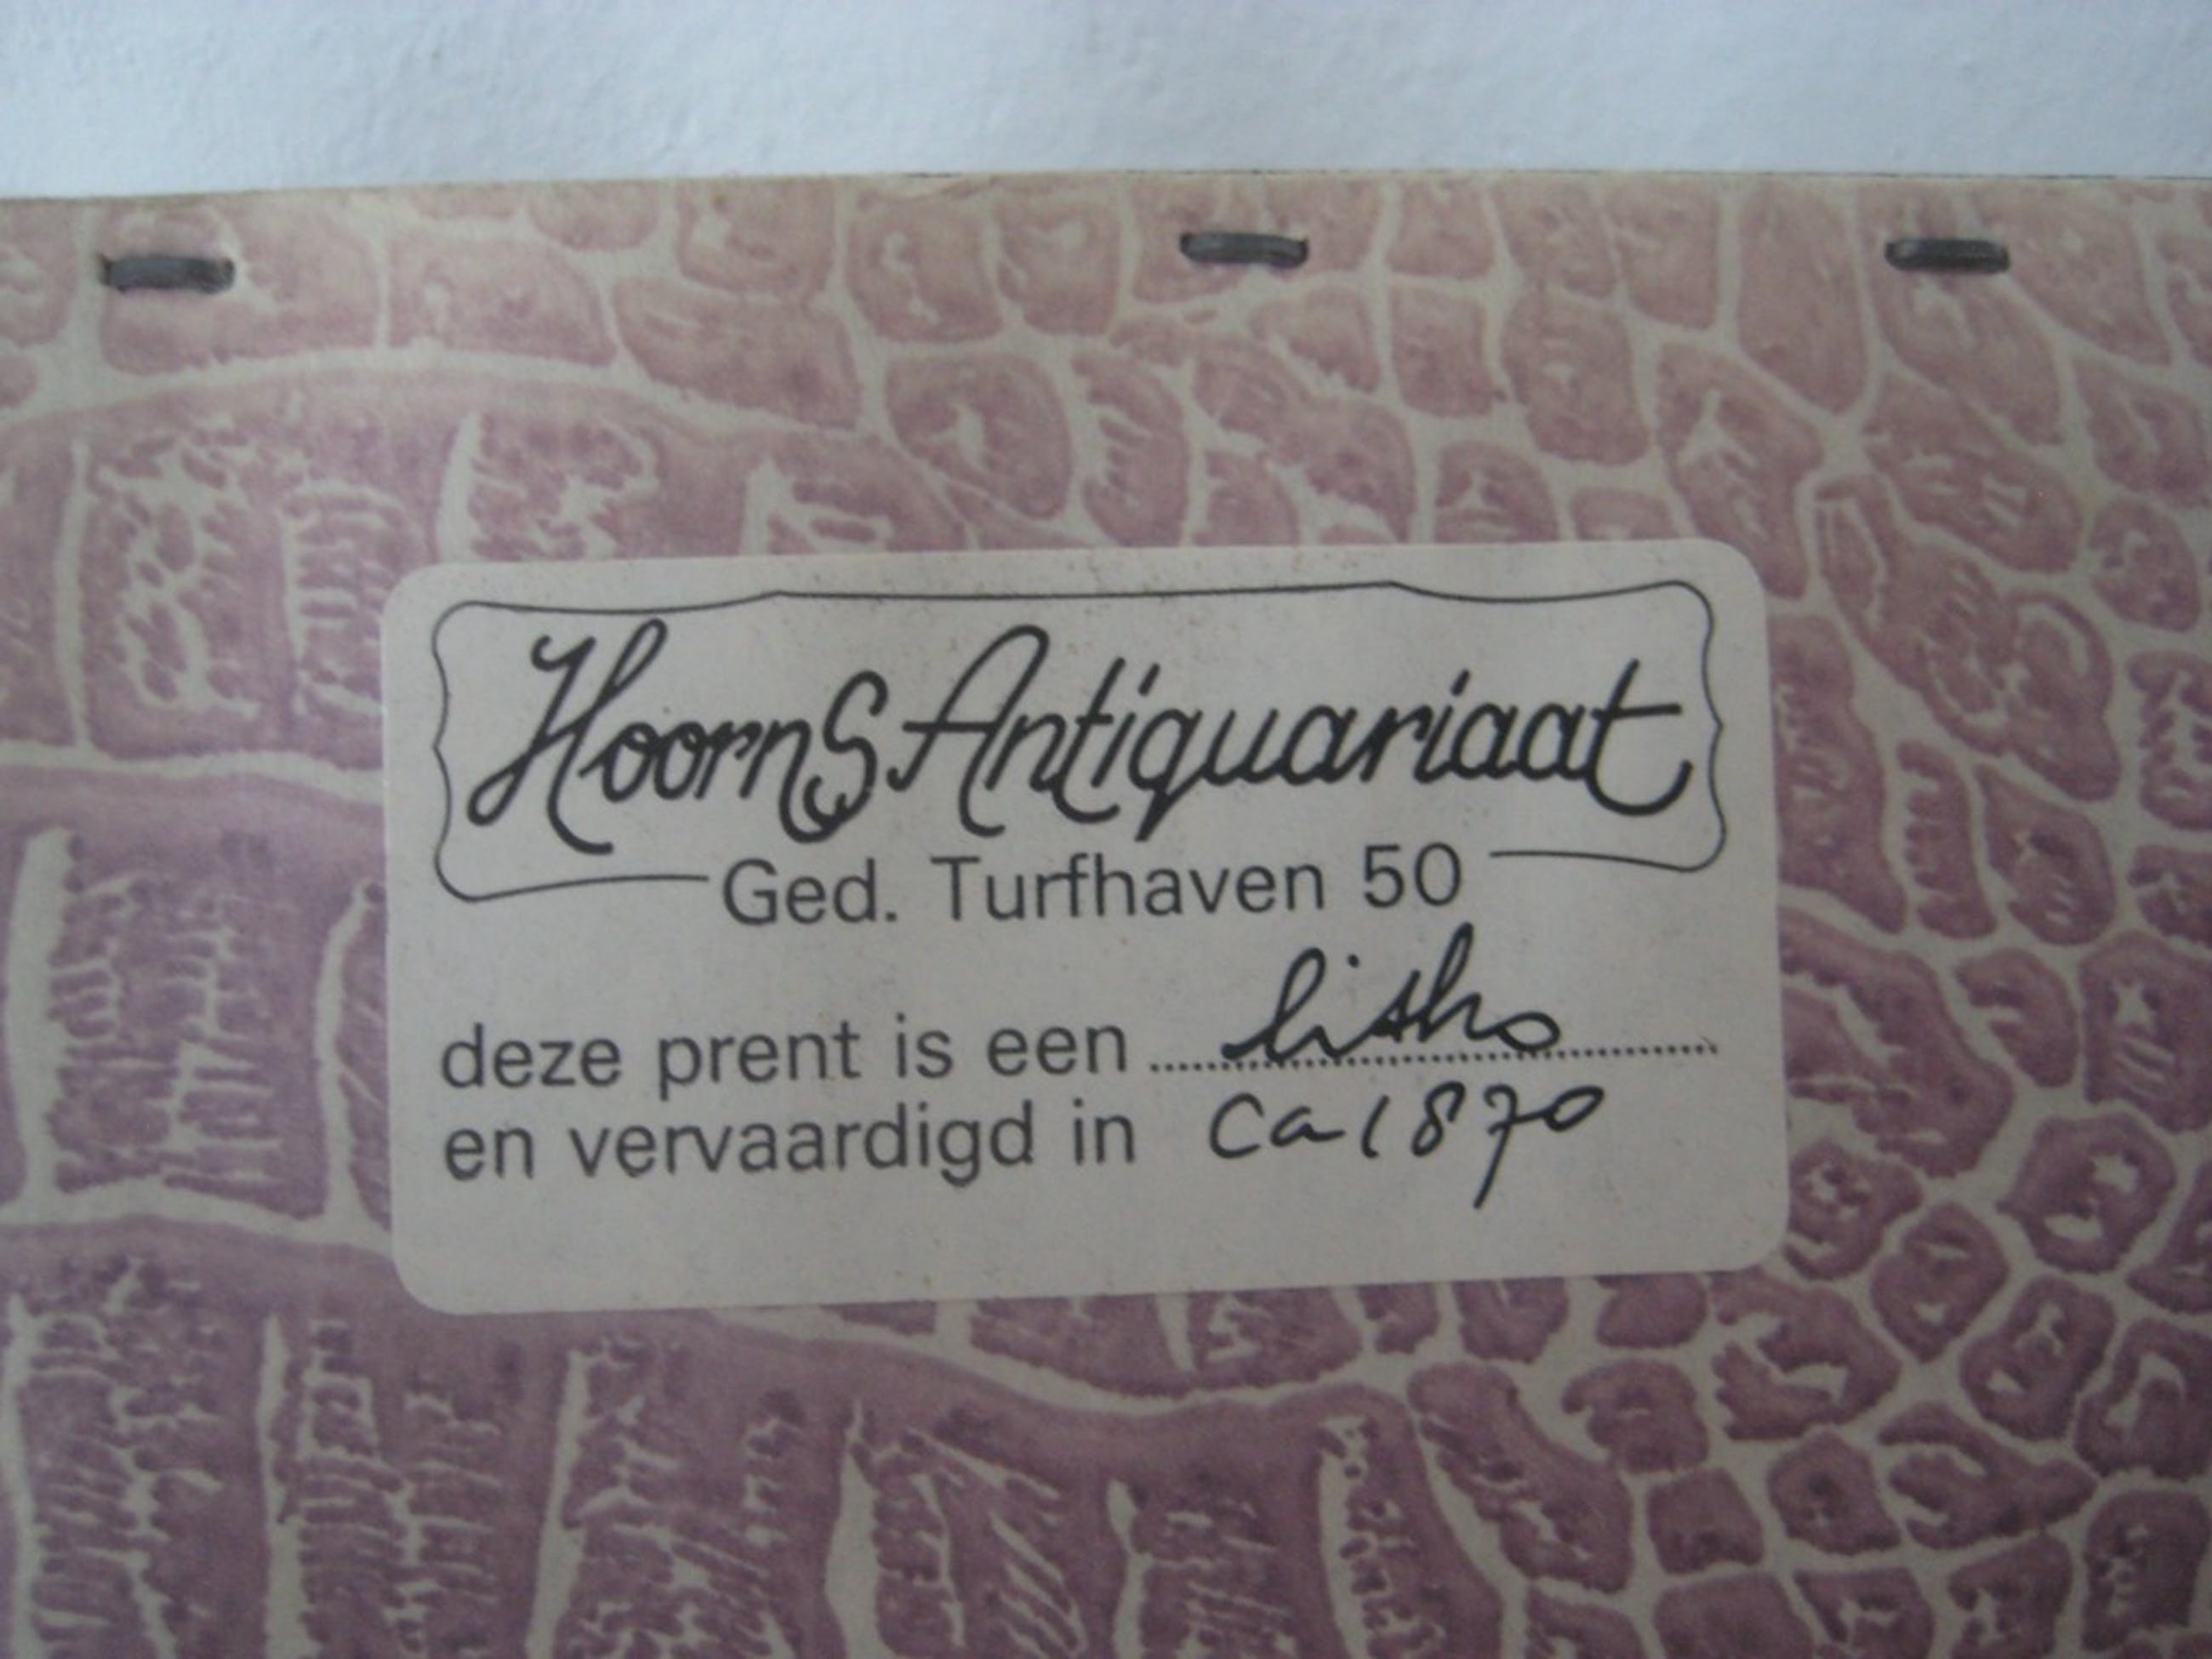 Hoorns Antiquariaat
Ged. Turfhaven 50
deze prent is een litho
en vervaardigd in ca 1870